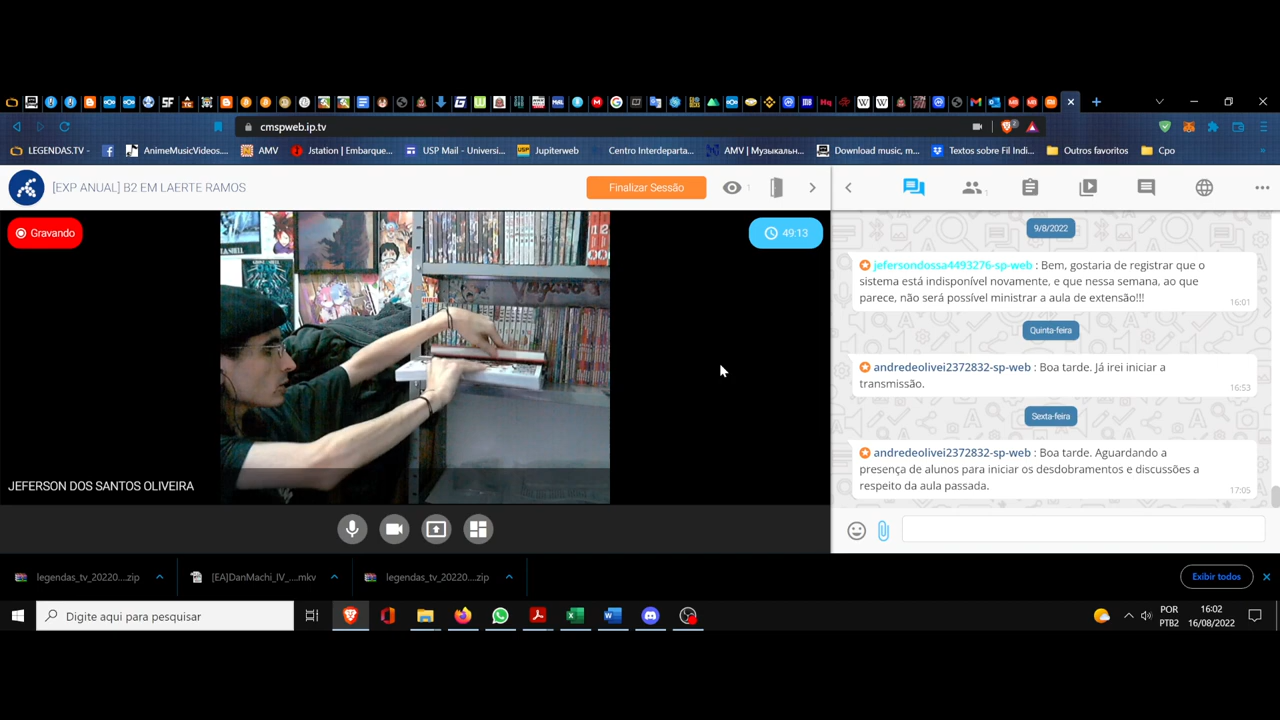 cmspweb.ip.tv
2
LEGENDAS.TV -
AnimeMusicVideos...
AMV
Jstation | Embarque...
USP Mail - Universi...
Jupiterweb
Centro Interdeparta...
AMV | Музыкальн...
Download music, m...
Textos sobre Fil Indi...
Outros favoritos
Cpo
[EXP ANUAL] B2 EM LAERTE RAMOS
Finalizar Sessão
1
1
Gravando
49:13
JEFERSON DOS SANTOS OLIVEIRA
9/8/2022
jefersondossa4493276-sp-web : Bem, gostaria de registrar que o
sistema está indisponível novamente, e que nessa semana, ao que
parece, não será possível ministrar a aula de extensão!!!
16:01
Quinta-feira
andredeolivei2372832-sp-web : Boa tarde. Já irei iniciar a
transmissão.
16:53
Sexta-feira
andredeolivei2372832-sp-web : Boa tarde. Aguardando a
presença de alunos para iniciar os desdobramentos e discussões a
respeito da aula passada.
17:05
legendas_tv_20220....zip
[EA]DanMachi_IV_....mkv
legendas_tv_20220....zip
Exibir todos
Digite aqui para pesquisar
POR
PTB2
16:02
16/08/2022